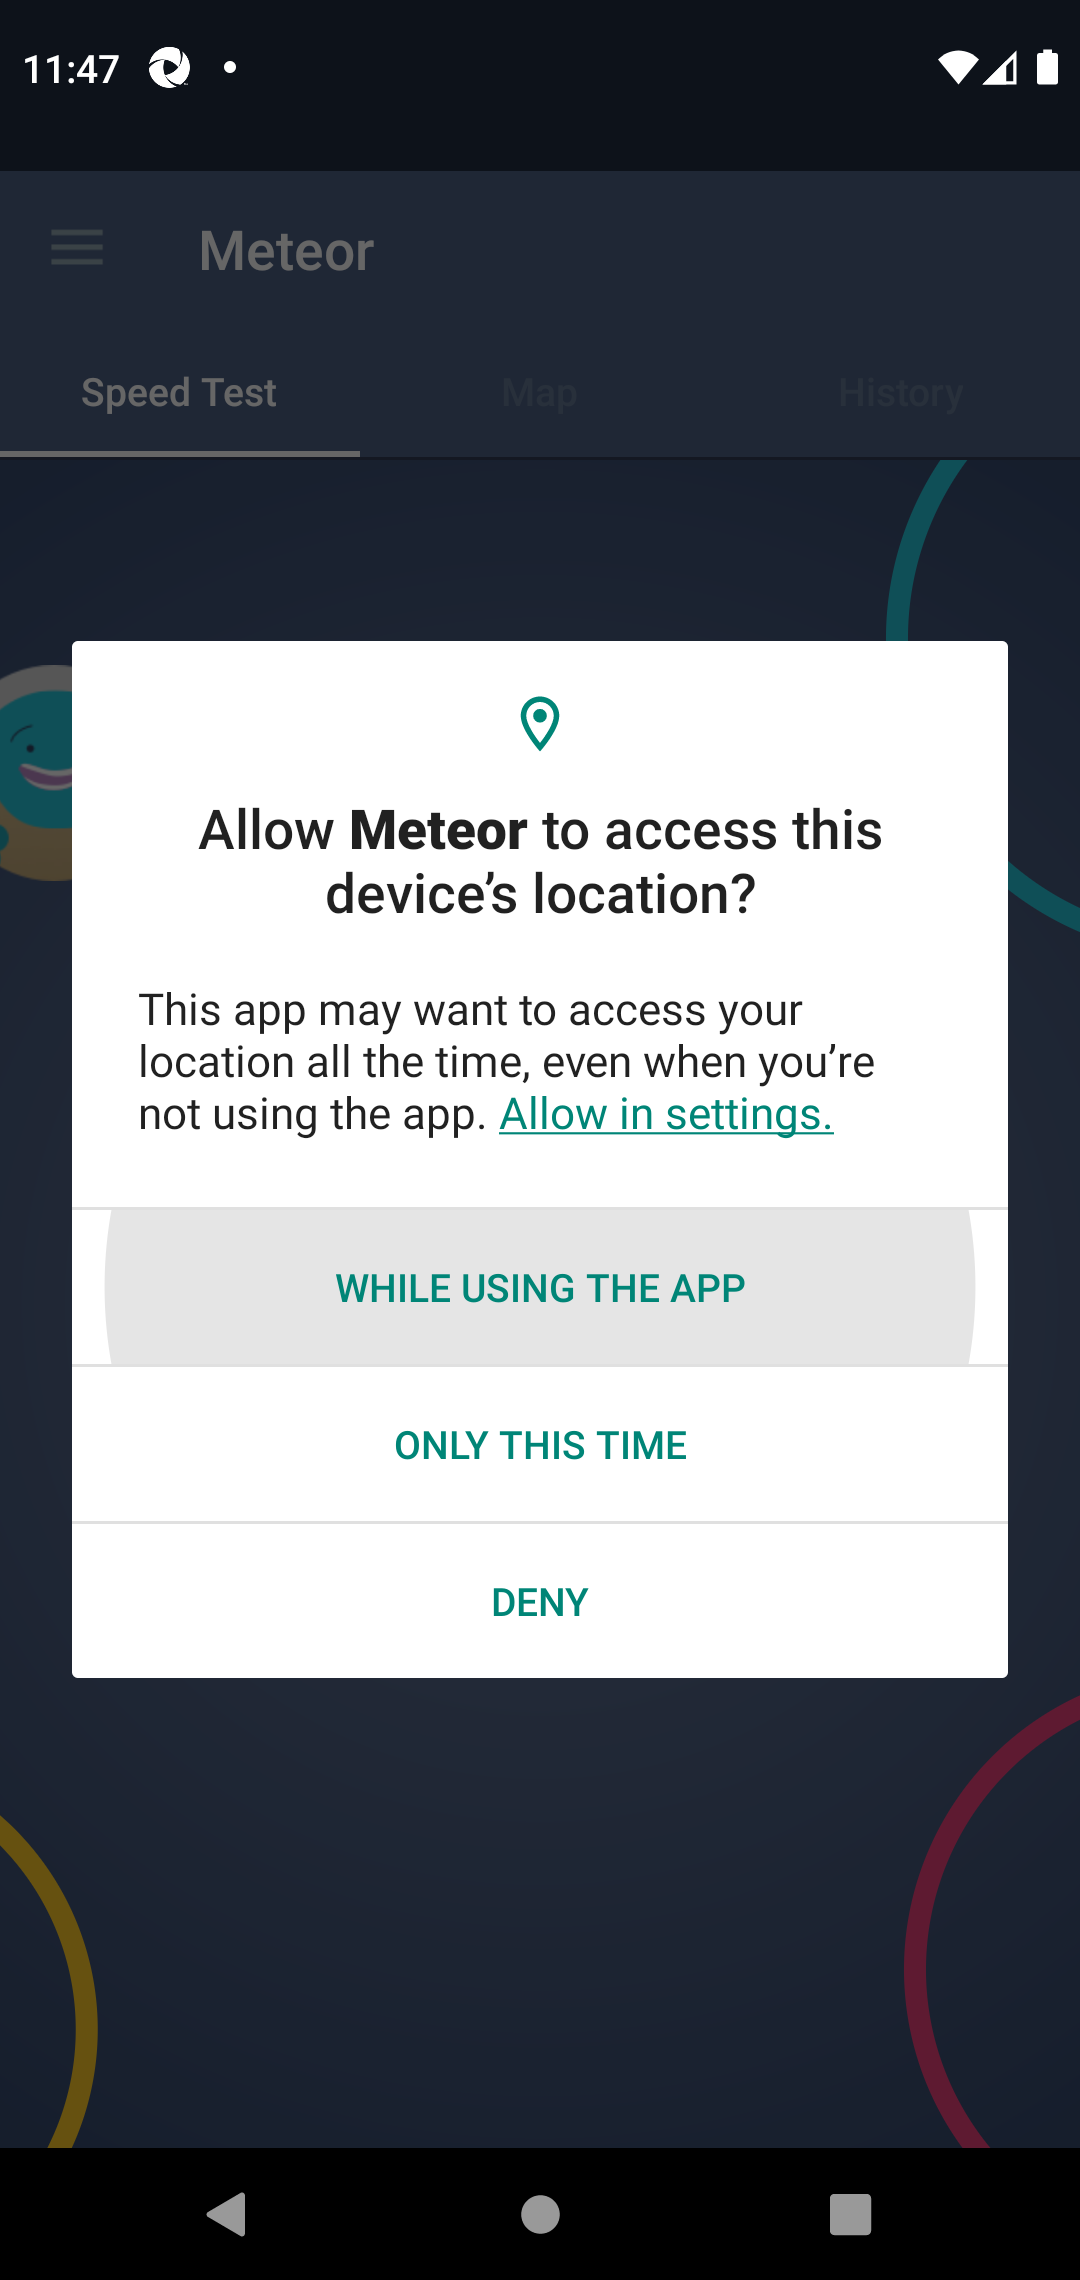 11:47
Meteor
Speed Test
Map
History
Allow Meteor to access this
device’s location?
This app may want to access your
location all the time, even when you’re
not using the app. Allow in settings.
WHILE USING THE APP
ONLY THIS TIME
DENY